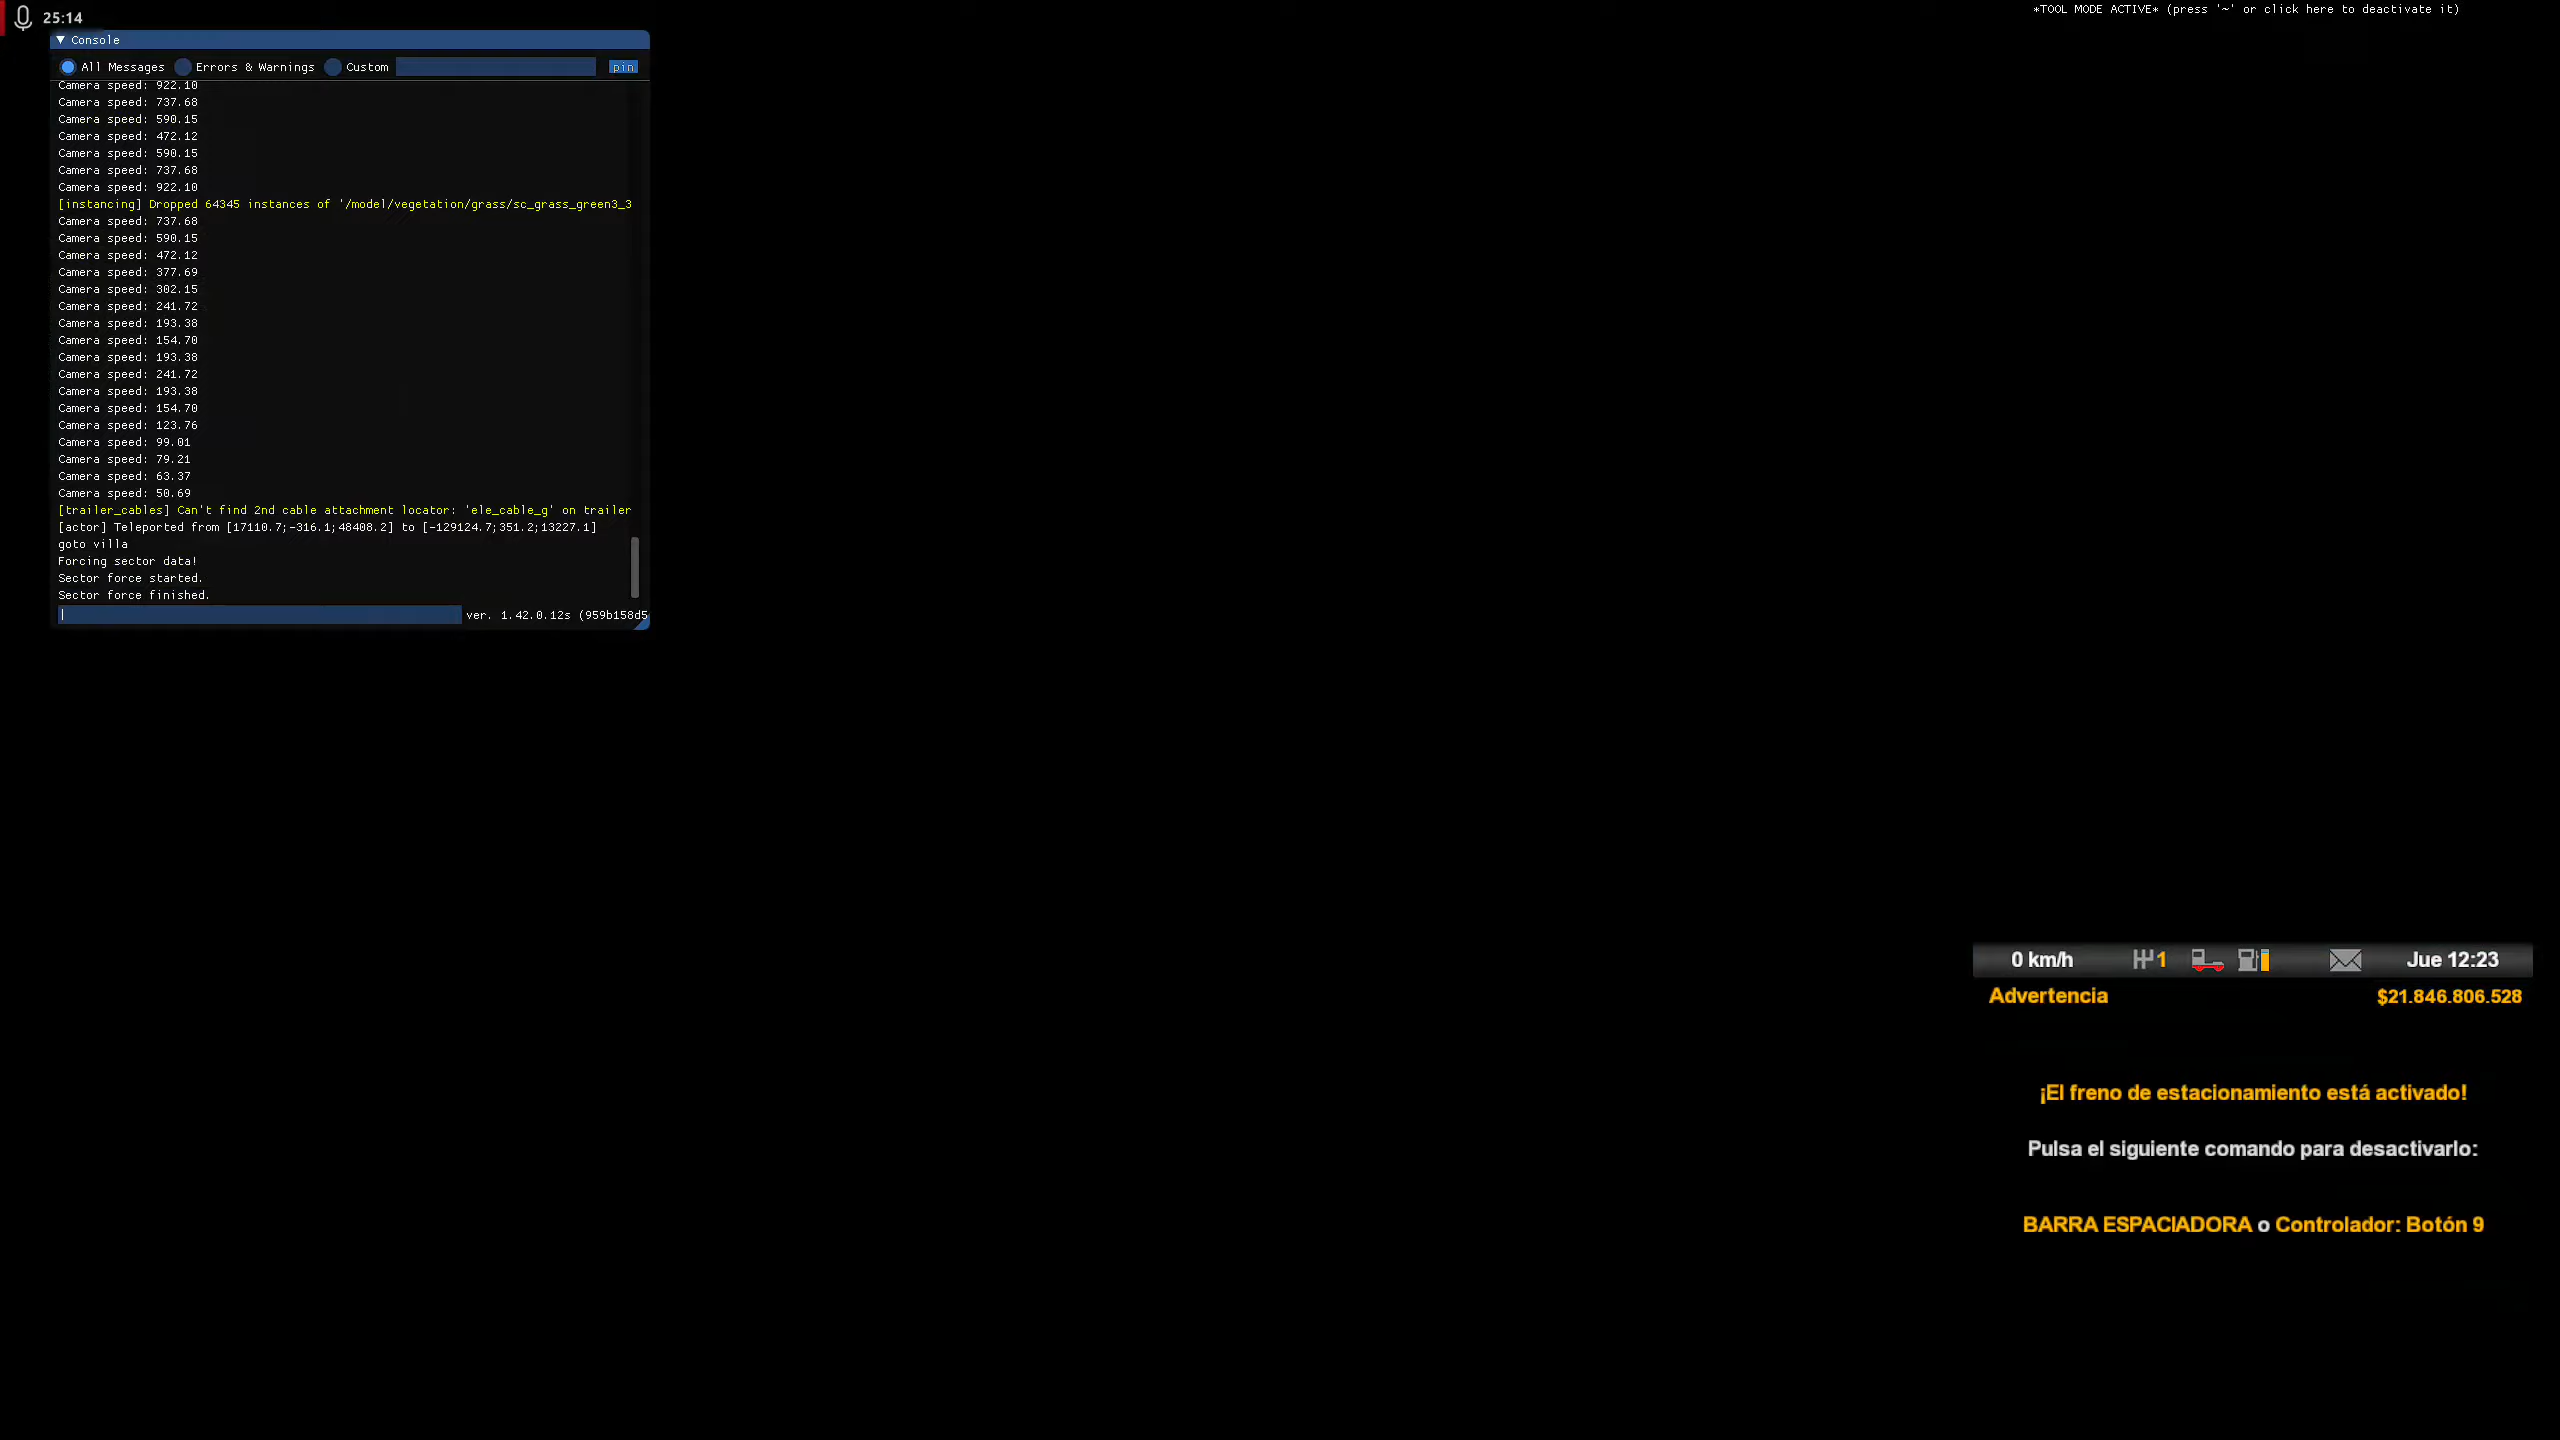 25:14
*TOOL MODE ACTIVE* (press '~' or click here to deactivate it)
Console
All Messages Errors & Warnings Custom pin
Camera speed: 922.10
Camera speed: 737.68
Camera speed: 590.15
Camera speed: 472.12
Camera speed: 590.15
Camera speed: 737.68
Camera speed: 922.10
[instancing] Dropped 64345 instances of '/model/vegetation/grass/sc_grass_green3_3
Camera speed: 737.68
Camera speed: 590.15
Camera speed: 472.12
Camera speed: 377.69
Camera speed: 302.15
Camera speed: 241.72
Camera speed: 193.38
Camera speed: 154.70
Camera speed: 193.38
Camera speed: 241.72
Camera speed: 193.38
Camera speed: 154.70
Camera speed: 123.76
Camera speed: 99.01
Camera speed: 79.21
Camera speed: 63.37
Camera speed: 50.69
[trailer_cables] Can't find 2nd cable attachment locator: 'ele_cable_g' on trailer
[actor] Teleported from [17110.7;-316.1;48408.2] to [-129124.7;351.2;13227.1]
goto villa
Forcing sector data!
Sector force started.
Sector force finished.
ver. 1.42.0.12s (959b158d5
0 km/h 1 Jue 12:23
Advertencia $21.846.806.528
¡El freno de estacionamiento está activado!
Pulsa el siguiente comando para desactivarlo:
BARRA ESPACIADORA o Controlador: Botón 9